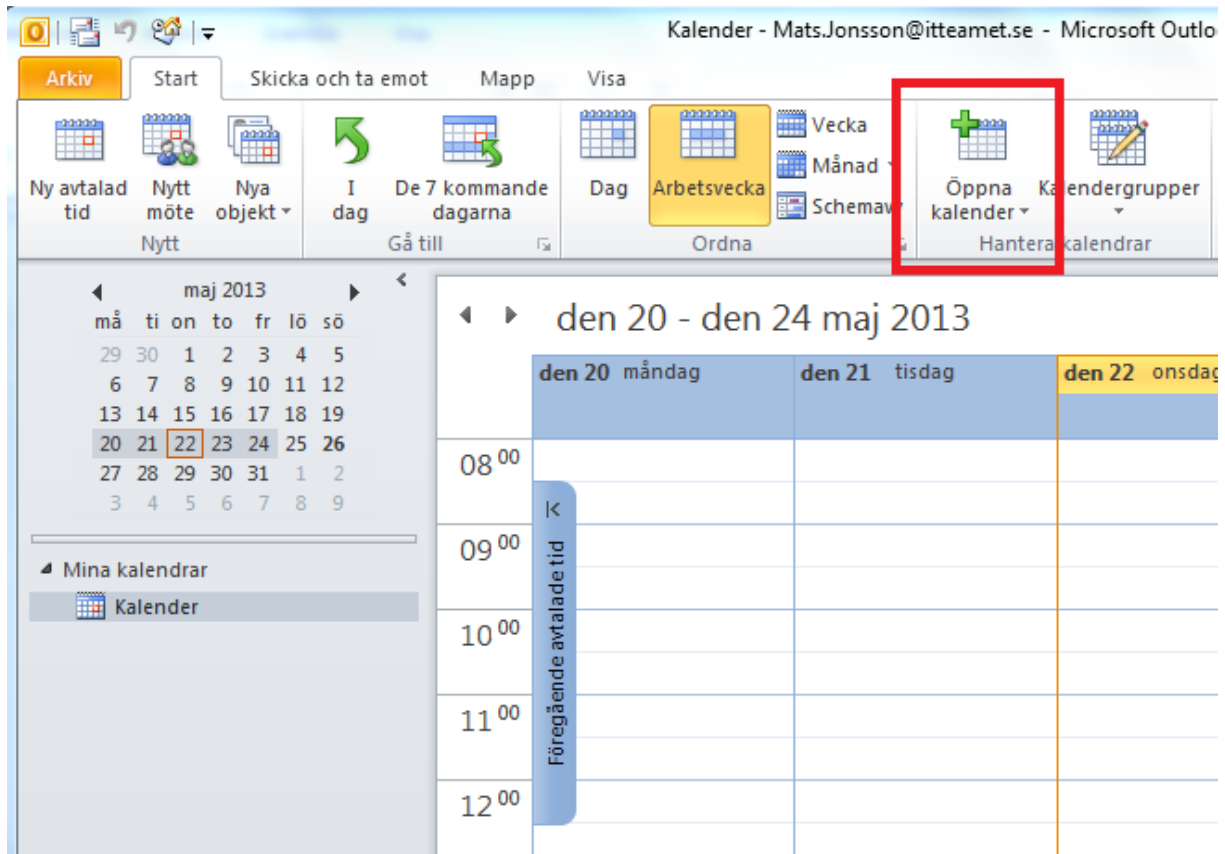 Kalender - Mats.Jonsson@itteamet.se - Microsoft Outlo
Arkiv Start Skicka och ta emot Mapp Visa
Ny avtalad tid
Nytt möte
Nya objekt
Nytt
I dag
De 7 kommande dagarna
Gå till
Dag
Arbetsvecka
Vecka
Månad
Schemav
Ordna
Öppna kalender
Kalendergrupper
Hantera kalendrar
maj 2013
må ti on to fr lö sö
29 30 1 2 3 4 5
6 7 8 9 10 11 12
13 14 15 16 17 18 19
20 21 22 23 24 25 26
27 28 29 30 31 1 2
3 4 5 6 7 8 9
Mina kalendrar
Kalender
den 20 - den 24 maj 2013
den 20 måndag den 21 tisdag den 22 onsdag
08 00
09 00
10 00
11 00
12 00
Föregående avtalade tid